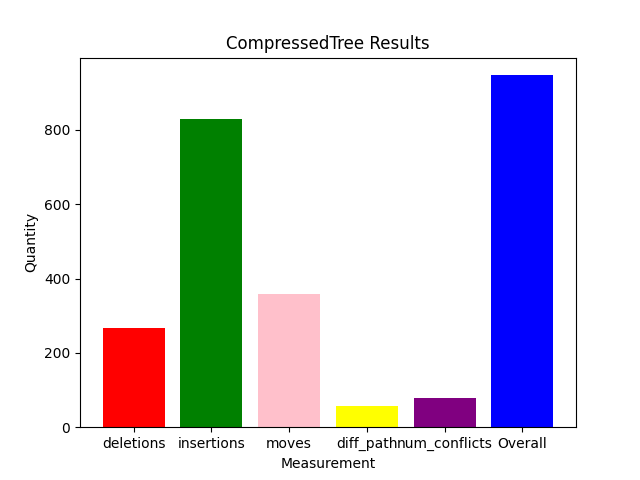 CompressedTree Results
Quantity
800
600
400
200
0
deletions insertions moves diff_path num_conflicts Overall
Measurement